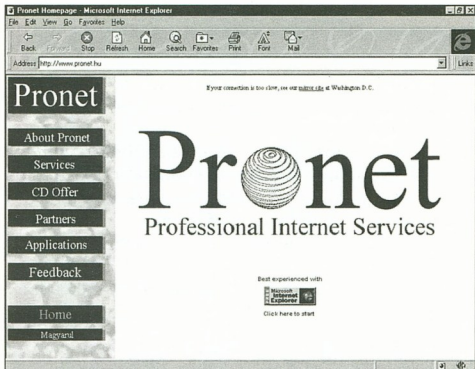 Pronet Homepage - Microsoft Internet Explorer
File Edit View Go Favorites Help
Back Forward Stop Refresh Home Search Favorites Print Font Mail
Address http://www.pronet.hu Links
Pronet
If your connection is too slow, see our mirror site at Washington D.C.
About Pronet
Services
CD Offer
Partners
Applications
Feedback
Home
Magyarul
Pronet
Professional Internet Services
Best experienced with
Microsoft
Internet
Explorer
Click here to start